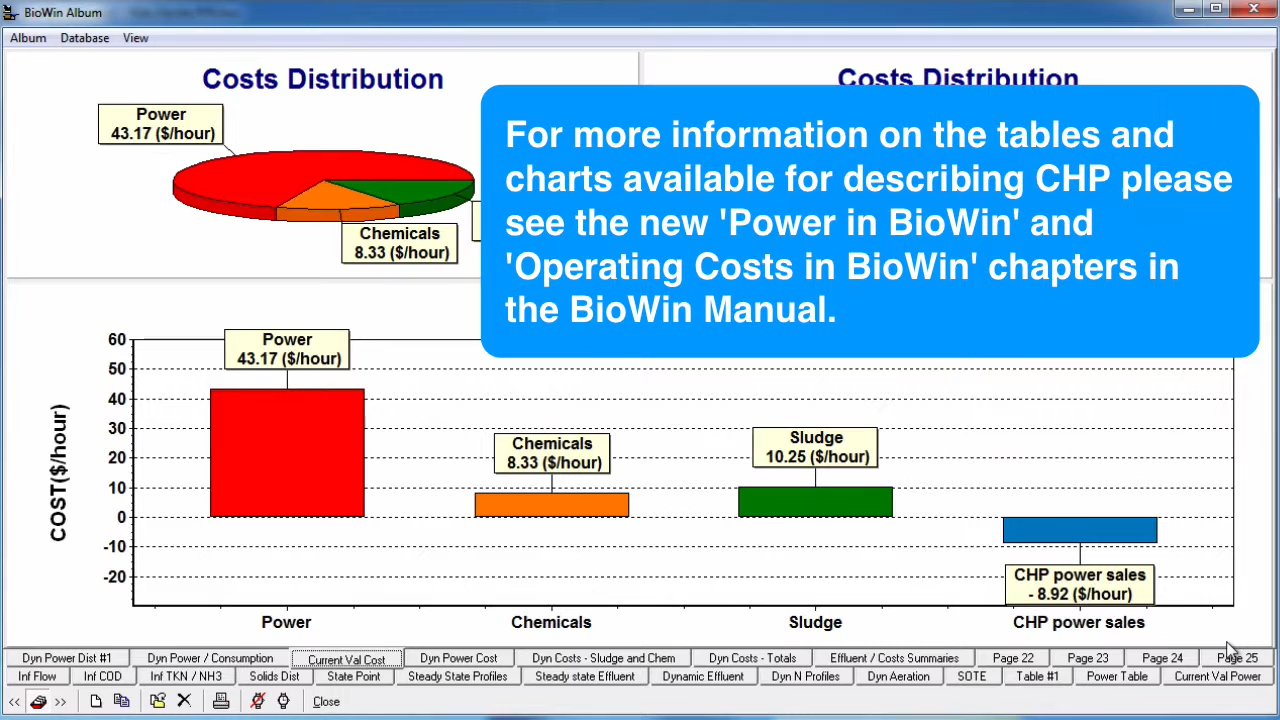 BioWin Album
Album Database View
Costs Distribution
Costs Distribution
Power
43.17 ($/hour)
Chemicals
8.33 ($/hour)
For more information on the tables and
charts available for describing CHP please
see the new 'Power in BioWin' and
'Operating Costs in BioWin' chapters in
the BioWin Manual.
COST($/hour)
60
50
40
30
20
10
0
-10
-20
Power
43.17 ($/hour)
Chemicals
8.33 ($/hour)
Sludge
10.25 ($/hour)
CHP power sales
- 8.92 ($/hour)
Power Chemicals Sludge CHP power sales
Dyn Power Dist #1 Dyn Power / Consumption Current Val Cost Dyn Power Cost Dyn Costs - Sludge and Chem Dyn Costs - Totals Effluent / Costs Summaries Page 22 Page 23 Page 24 Page 25
Inf Flow Inf COD Inf TKN / NH3 Solids Dist State Point Steady State Profiles Steady state Effluent Dynamic Effluent Dyn N Profiles Dyn Aeration SOTE Table #1 Power Table Current Val Power
<< >> Close